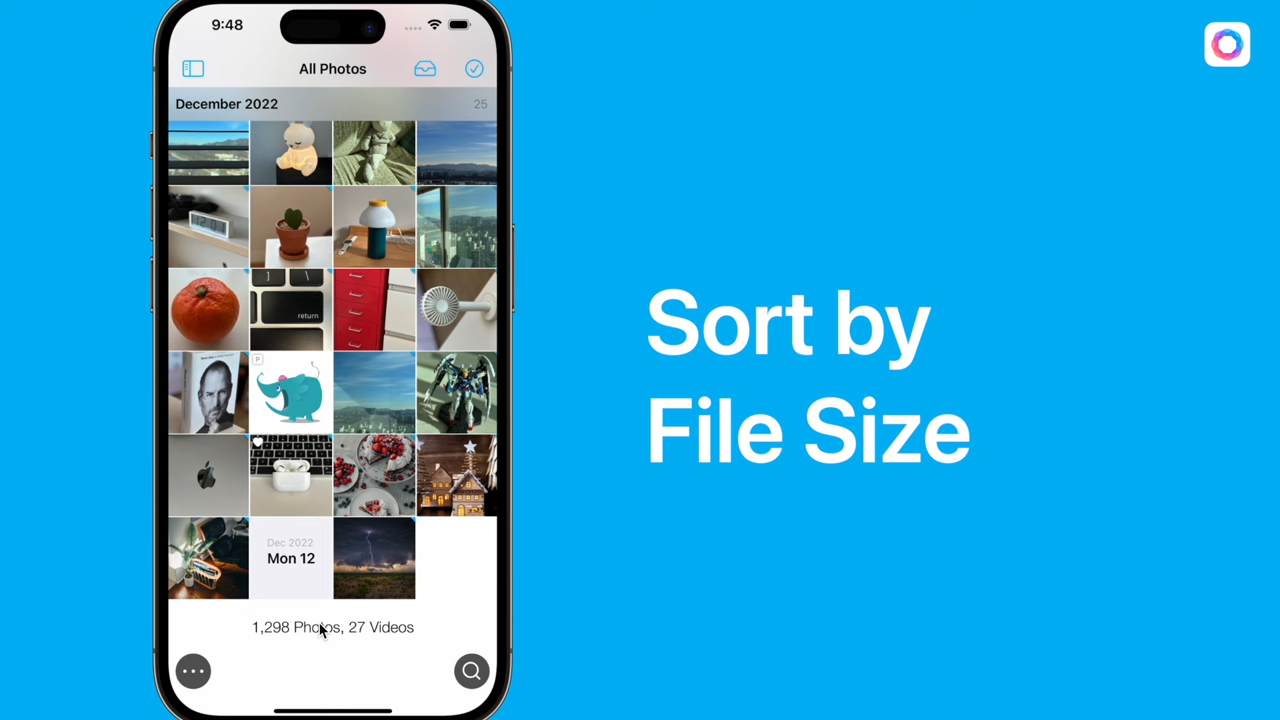 9:48
All Photos
December 2022
25
return
P
Dec 2022
Mon 12
1,298 Photos, 27 Videos
Sort by
File Size